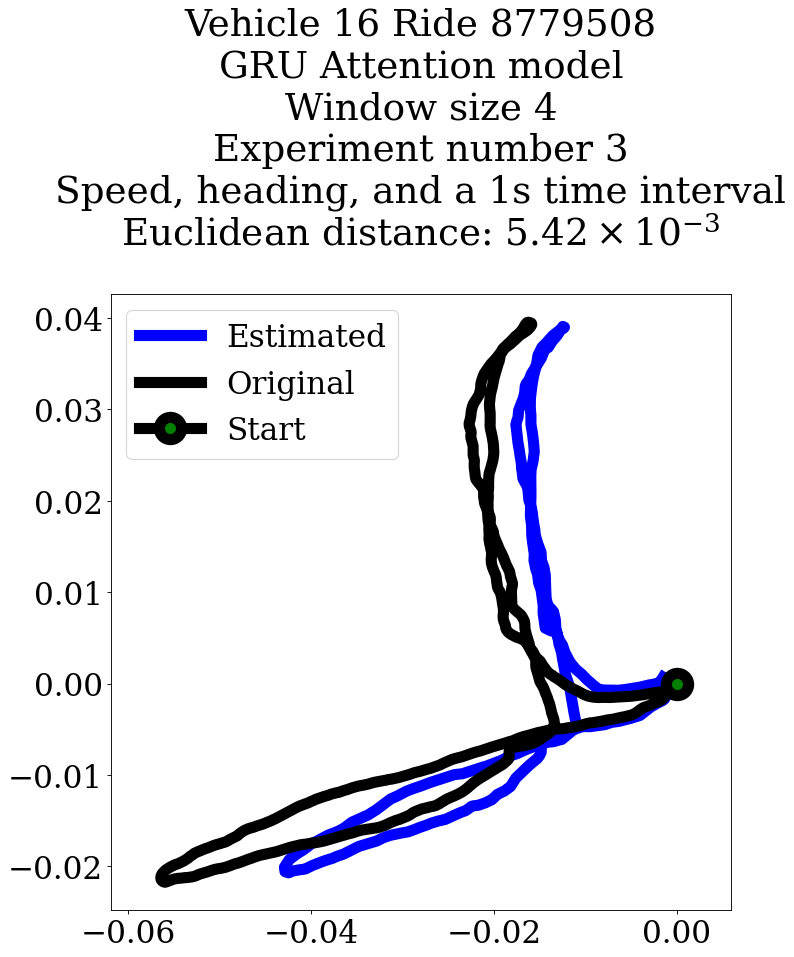 Vehicle 16 Ride 8779508
GRU Attention model
Window size 4
Experiment number 3
Speed, heading, and a 1s time interval
Euclidean distance: 5.42 × 10⁻³
Estimated
Original
Start
0.04
0.03
0.02
0.01
0.00
−0.01
−0.02
−0.06 −0.04 −0.02 0.00